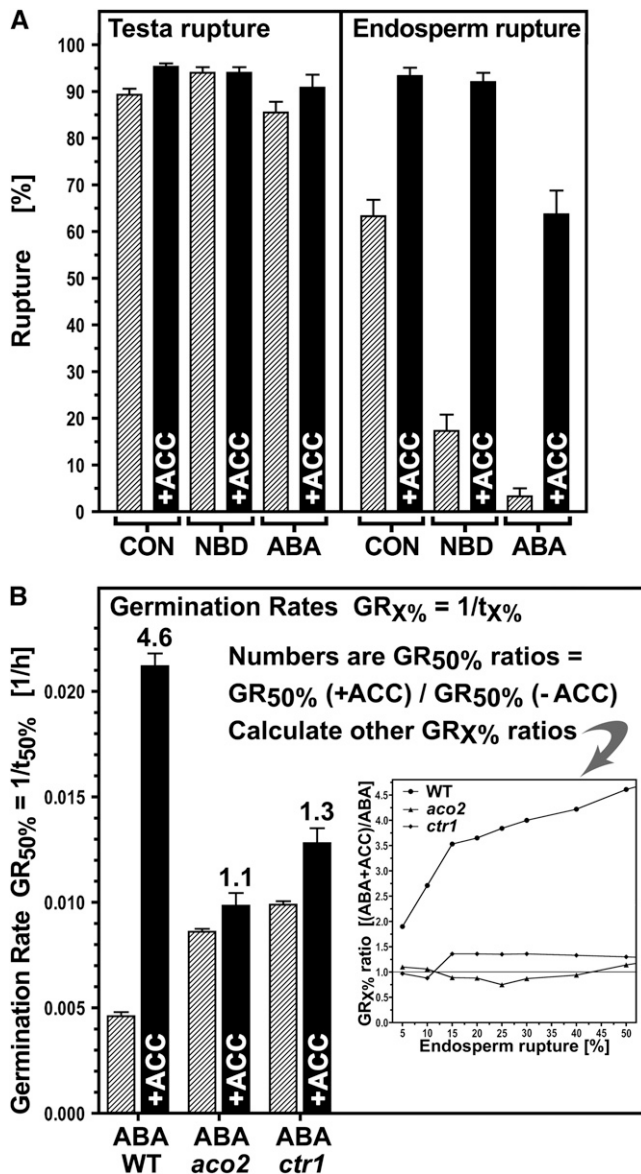 A
Testa rupture
Endosperm rupture
Rupture [%]
100
90
80
70
60
50
40
30
20
10
0
+ACC
+ACC
+ACC
+ACC
+ACC
+ACC
CON
NBD
ABA
CON
NBD
ABA
B
Germination Rates GRX% = 1/tX%
Numbers are GR50% ratios =
GR50% (+ACC) / GR50% (- ACC)
Calculate other GRX% ratios
Germination Rate GR50% = 1/t50% [1/h]
0.020
0.015
0.010
0.005
0.000
4.6
1.1
1.3
+ACC
+ACC
+ACC
ABA
WT
ABA
aco2
ABA
ctr1
WT
aco2
ctr1
GRX% ratio [(ABA+ACC)/ABA]
4.5
4.0
3.5
3.0
2.5
2.0
1.5
1.0
0.5
0.0
5
10
15
20
25
30
40
50
Endosperm rupture [%]